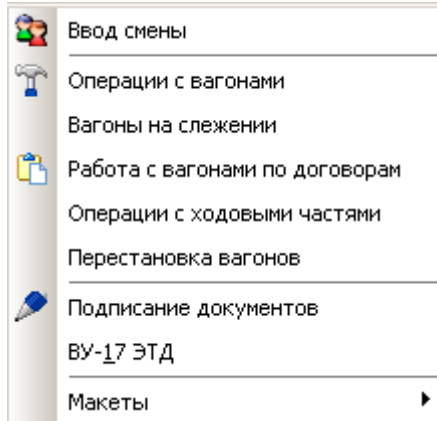 Ввод смены
Операции с вагонами
Вагоны на слежении
Работа с вагонами по договорам
Операции с ходовыми частями
Перестановка вагонов
Подписание документов
ВУ-17 ЭТД
Макеты